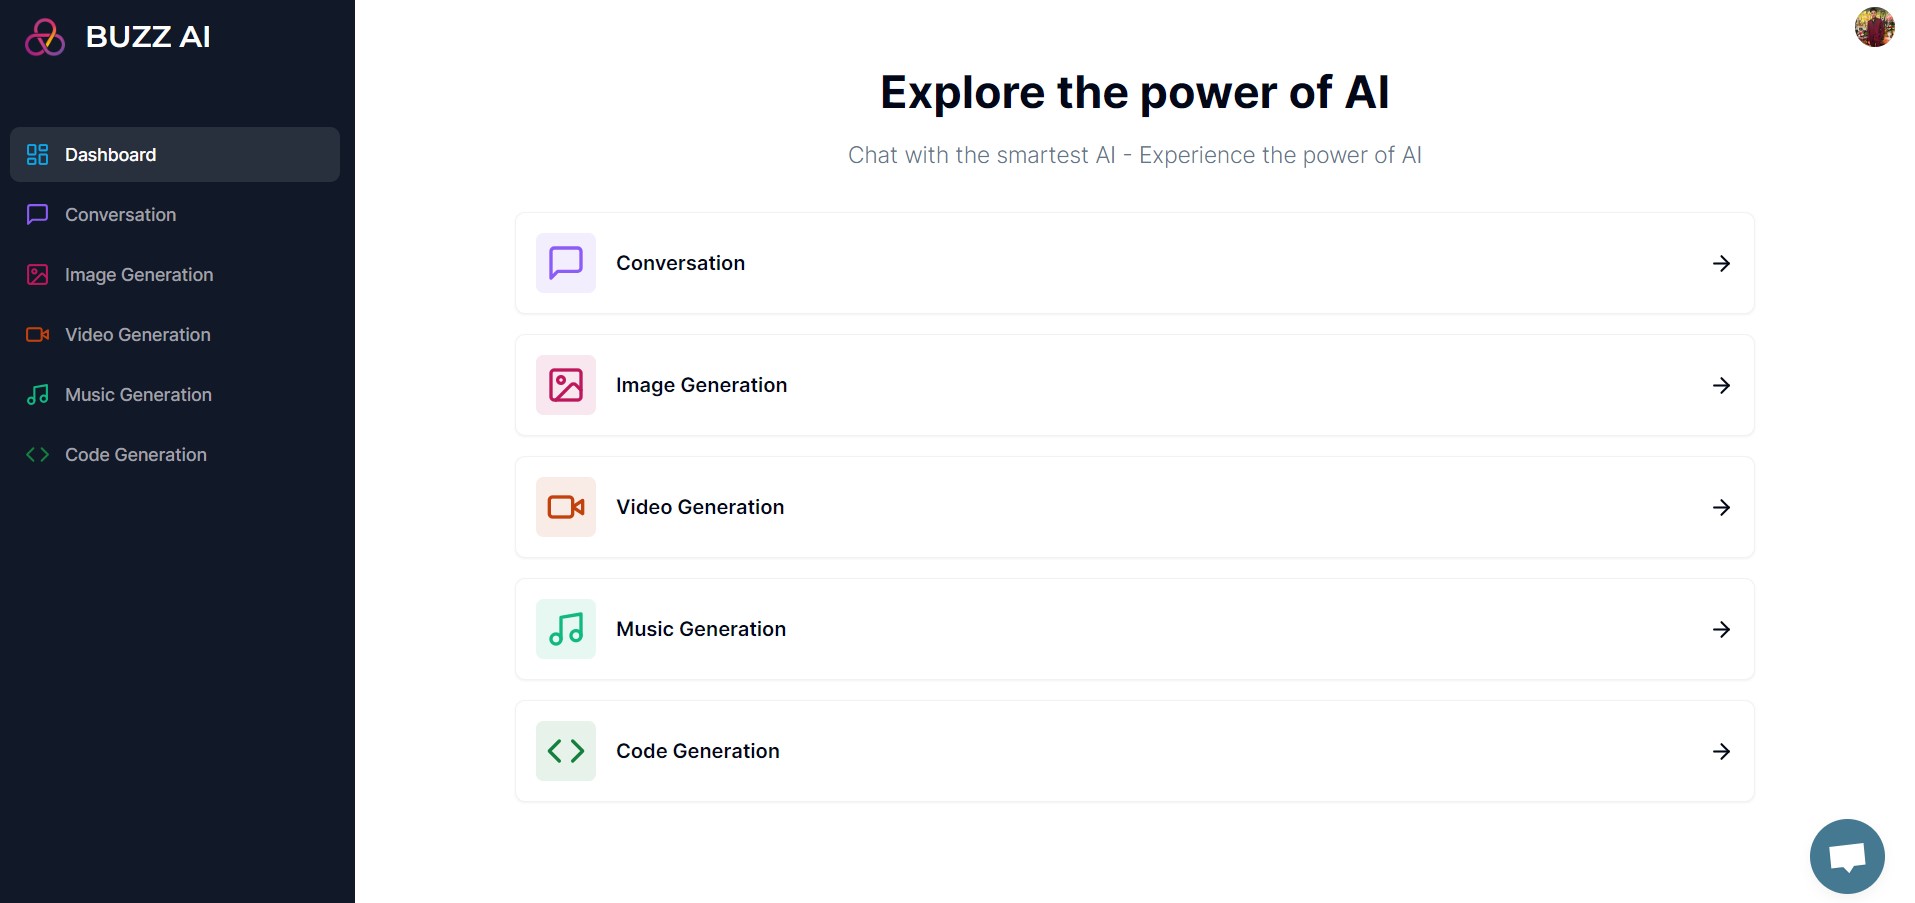 BUZZ AI
Dashboard
Conversation
Image Generation
Video Generation
Music Generation
Code Generation
Explore the power of AI
Chat with the smartest AI - Experience the power of AI
Conversation
Image Generation
Video Generation
Music Generation
Code Generation